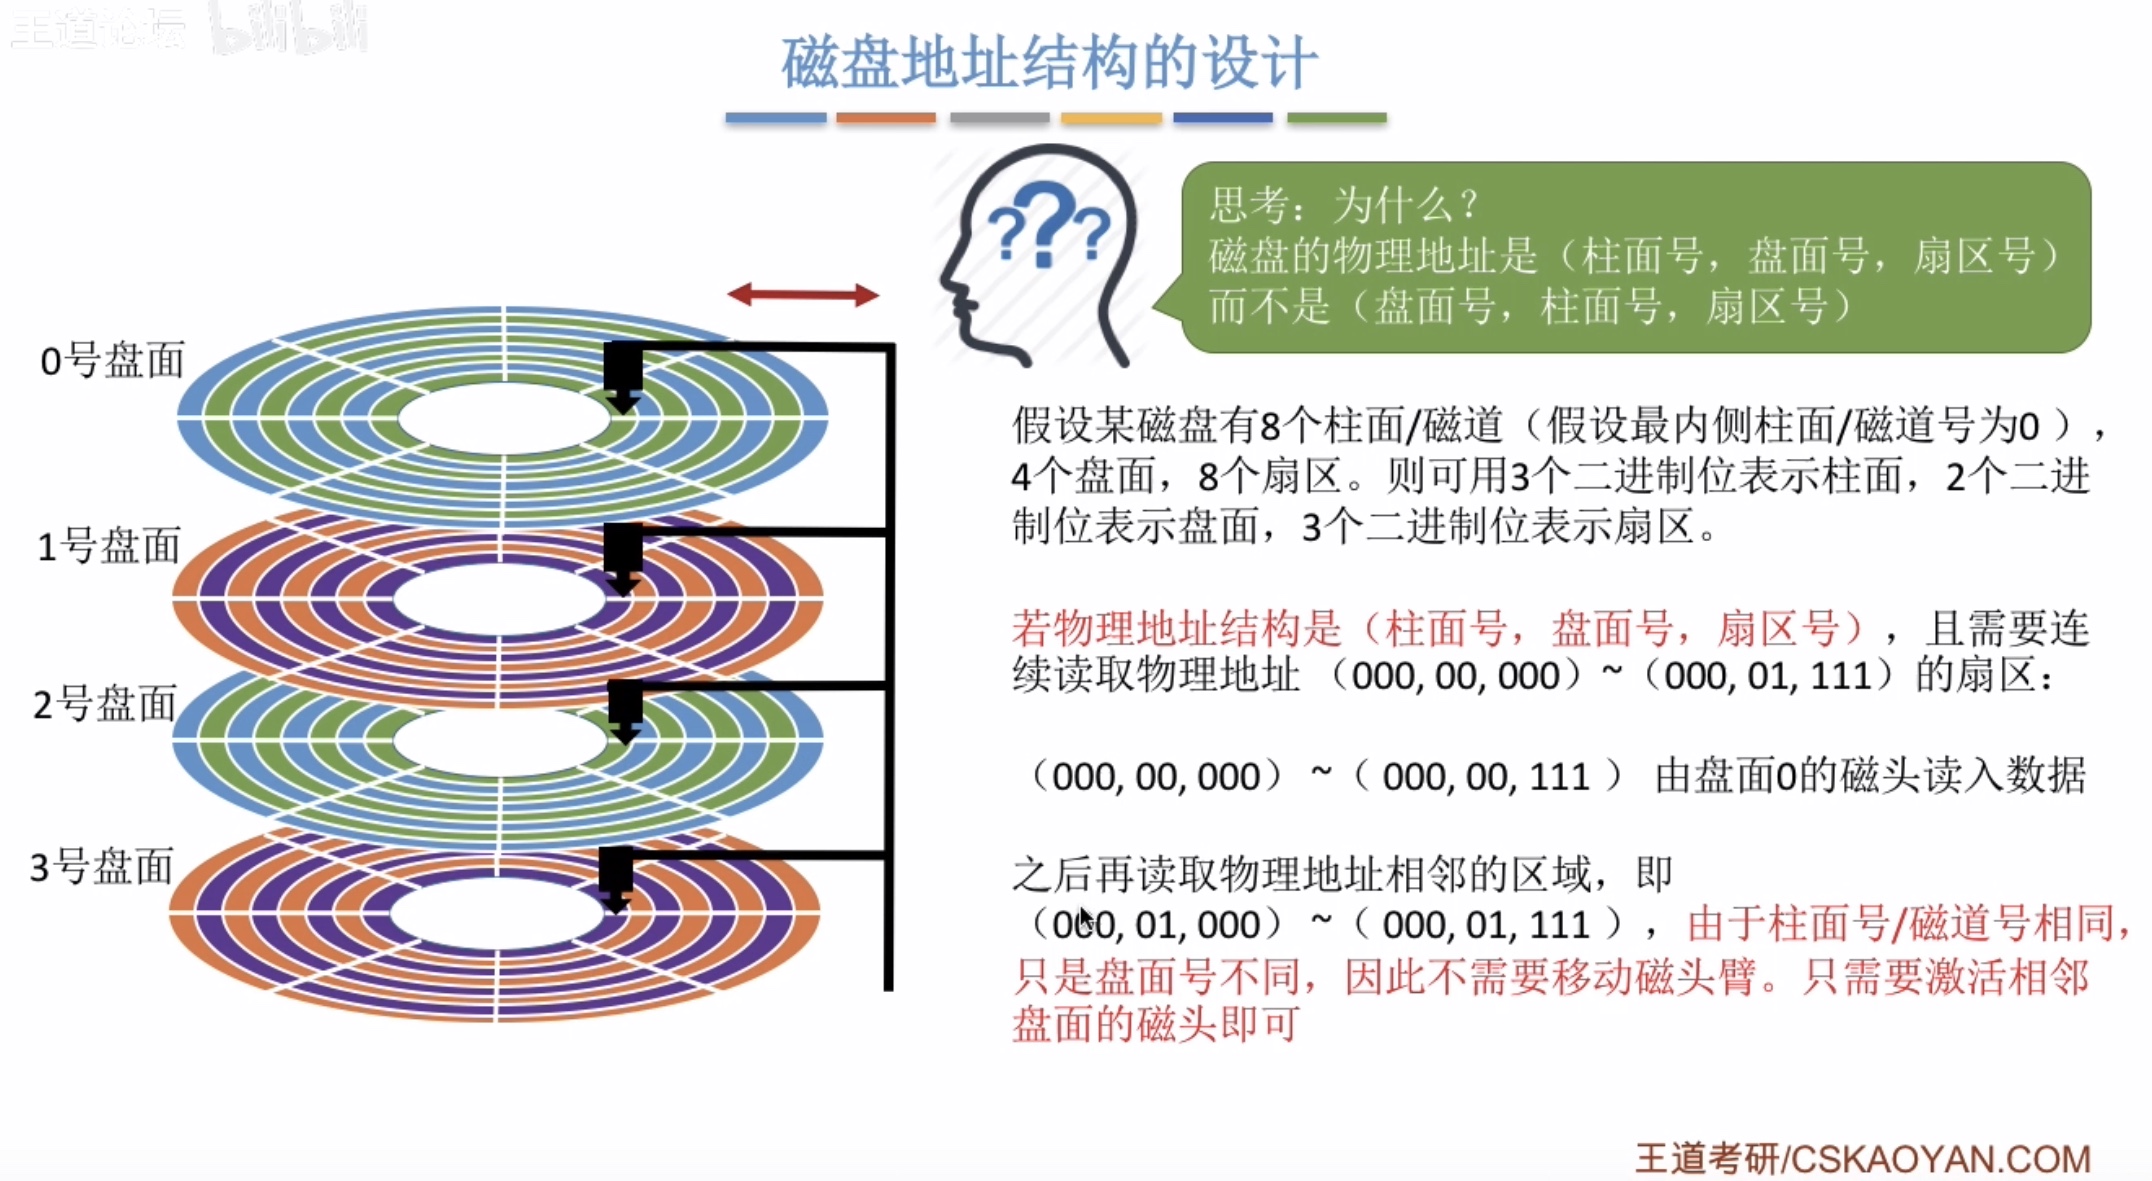 王道论坛 bilibili
磁盘地址结构的设计
???
思考：为什么？
磁盘的物理地址是（柱面号，盘面号，扇区号）
而不是（盘面号，柱面号，扇区号）
0号盘面
1号盘面
2号盘面
3号盘面
假设某磁盘有8个柱面/磁道（假设最内侧柱面/磁道号为0 ），
4个盘面，8个扇区。则可用3个二进制位表示柱面，2个二进
制位表示盘面，3个二进制位表示扇区。
若物理地址结构是（柱面号，盘面号，扇区号），且需要连
续读取物理地址 （000, 00, 000）~（000, 01, 111）的扇区：
（000, 00, 000） ~（ 000, 00, 111 ） 由盘面0的磁头读入数据
之后再读取物理地址相邻的区域，即
（000, 01, 000） ~（ 000, 01, 111 ），由于柱面号/磁道号相同，
只是盘面号不同，因此不需要移动磁头臂。只需要激活相邻
盘面的磁头即可
王道考研/CSKAOYAN.COM